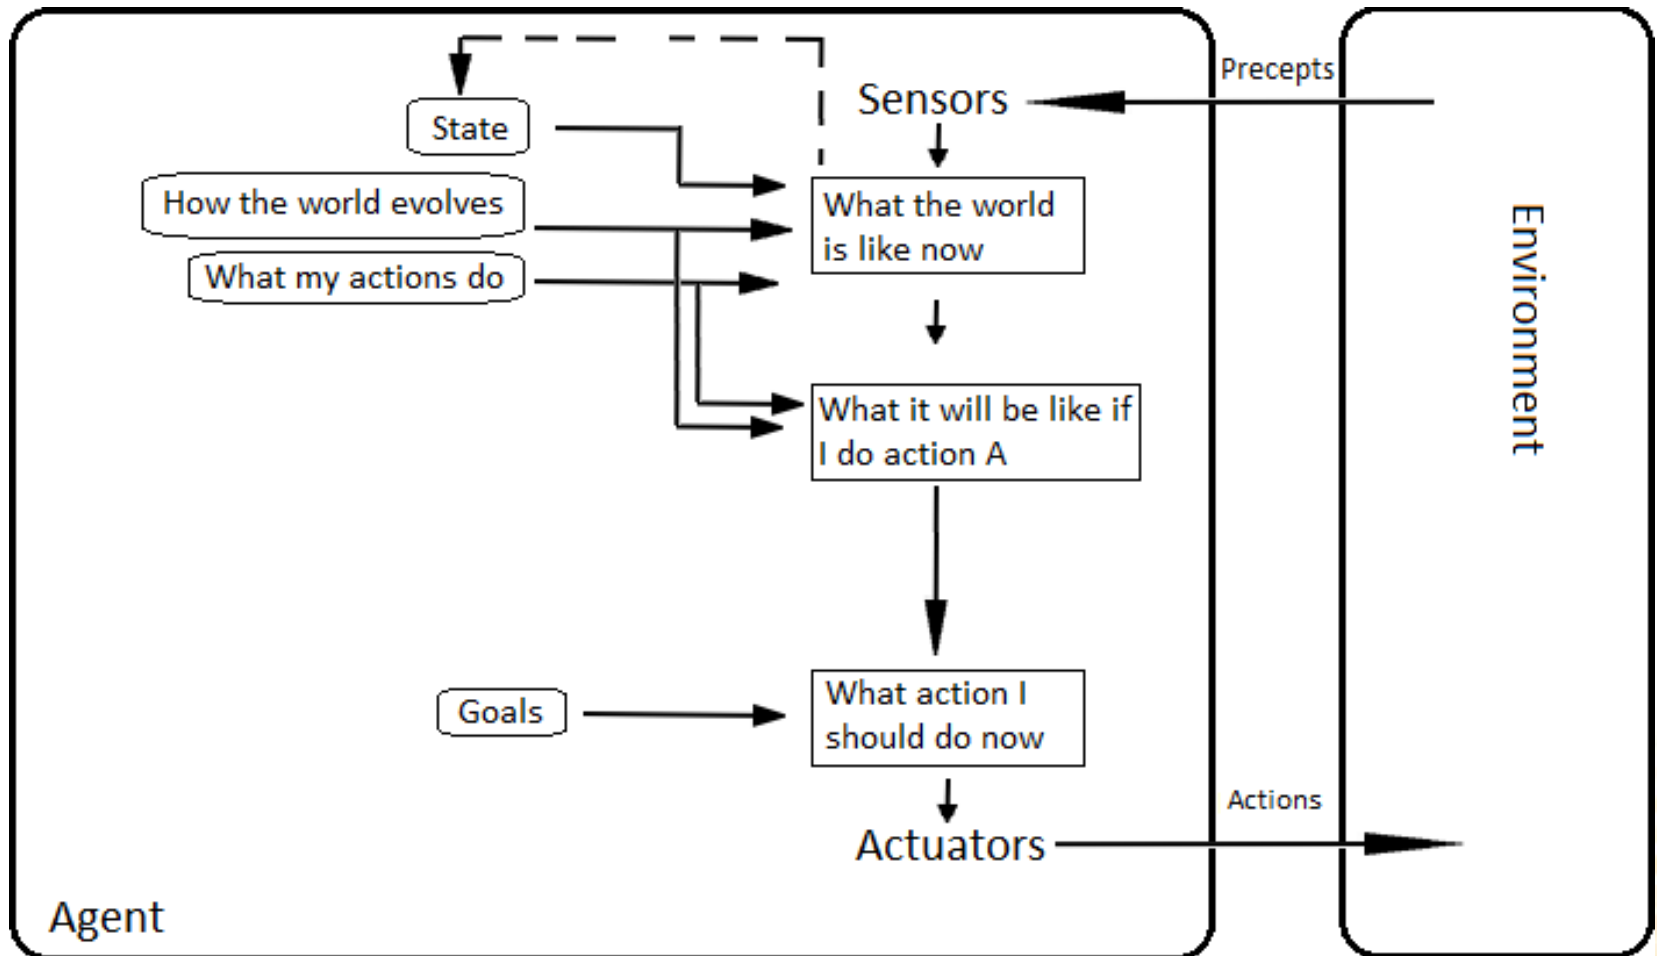 Precepts
Sensors
State
How the world evolves
What the world
is like now
What my actions do
Environment
What it will be like if
I do action A
Goals
What action I
should do now
Actions
Actuators
Agent